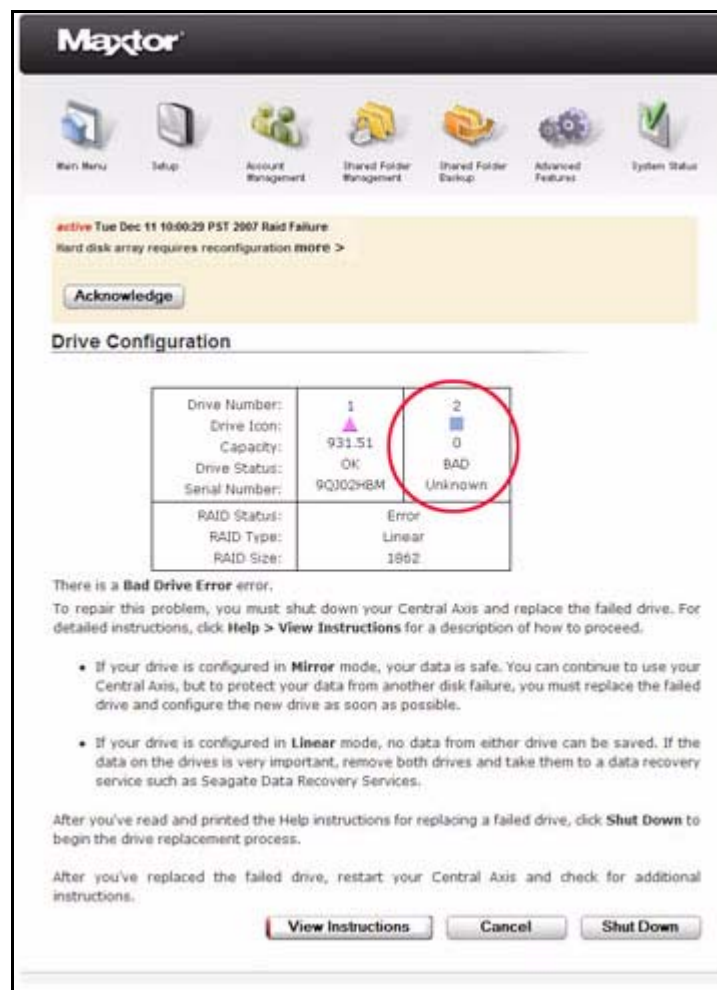 Maxtor
Main Menu
Setup
Account Management
Shared Folder Management
Shared Folder Backup
Advanced Features
System Status
active Tue Dec 11 10:00:29 PST 2007 Raid Failure
Hard disk array requires reconfiguration more >
Acknowledge
Drive Configuration
Drive Number: 1 2
Drive Icon:
Capacity: 931.51 0
Drive Status: OK BAD
Serial Number: 9QJ02HBM Unknown
RAID Status: Error
RAID Type: Linear
RAID Size: 1862
There is a Bad Drive Error error.
To repair this problem, you must shut down your Central Axis and replace the failed drive. For
detailed instructions, click Help > View Instructions for a description of how to proceed.
• If your drive is configured in Mirror mode, your data is safe. You can continue to use your
Central Axis, but to protect your data from another disk failure, you must replace the failed
drive and configure the new drive as soon as possible.
• If your drive is configured in Linear mode, no data from either drive can be saved. If the
data on the drives is very important, remove both drives and take them to a data recovery
service such as Seagate Data Recovery Services.
After you've read and printed the Help instructions for replacing a failed drive, click Shut Down to
begin the drive replacement process.
After you've replaced the failed drive, restart your Central Axis and check for additional
instructions.
View Instructions
Cancel
Shut Down